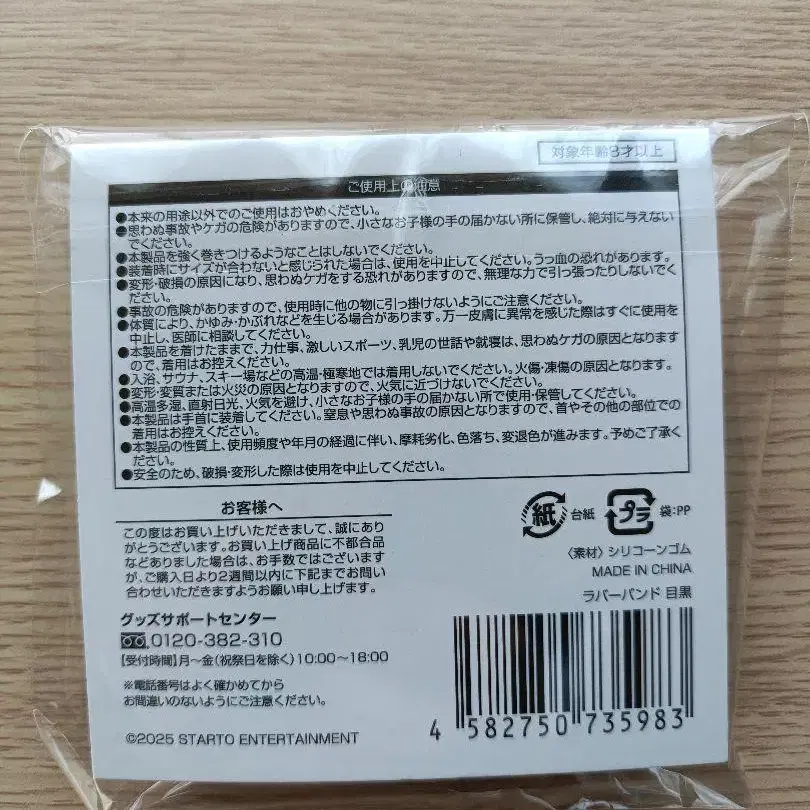 対象年齢8才以上
ご使用上の注意
●本来の用途以外でのご使用はおやめください。
●思わぬ事故やケガの危険がありますので、小さなお子様の手の届かない所に保管し、絶対に与えない
でください。
●本製品を強く巻きつけるようなことはしないでください。
●装着時にサイズが合わないと感じられた場合は、使用を中止してください。うっ血の恐れがあります。
●変形・破損の原因になり、思わぬケガをする恐れがありますので、無理な力で引っ張ったりしないでく
ださい。
●事故の危険がありますので、使用時に他の物に引っ掛けないようにご注意ください。
●体質により、かゆみ・かぶれなどを生じる場合があります。万一皮膚に異常を感じた際はすぐに使用を
中止し、医師に相談してください。
●本製品を着けたままで、力仕事、激しいスポーツ、乳児の世話や就寝は、思わぬケガの原因となります
ので、着用はお控えください。
●入浴、サウナ、スキー場などの高温・極寒地では着用しないでください。火傷・凍傷の原因となります。
●変形・変質または火災の原因となりますので、火気に近づけないでください。
●高温多湿、直射日光、火気を避け、小さなお子様の手の届かない所で使用・保管してください。
●本製品は手首に装着してください。窒息や思わぬ事故の原因となりますので、首やその他の部位での
着用はお控えください。
●本製品の性質上、使用頻度や年月の経過に伴い、摩耗劣化、色落ち、変退色が進みます。予めご了承く
ださい。
●安全のため、破損・変形した際は使用を中止してください。
お客様へ
この度はお買い上げいただきまして、誠にあり
がとうございます。お買い上げ商品に不都合品
などありました場合は、お手数ではございます
が、ご購入日より2週間以内に下記までお問い
合わせいただきますようお願い申し上げます。
グッズサポートセンター
0120-382-310
【受付時間】月〜金(祝祭日を除く)10:00〜18:00
※電話番号はよく確かめてから
お間違いのないようにご注意ください。
©2025 STARTO ENTERTAINMENT
紙 台紙 プラ 袋:PP
〈素材〉シリコーンゴム
MADE IN CHINA
ラバーバンド 目黒
4 582750 735983